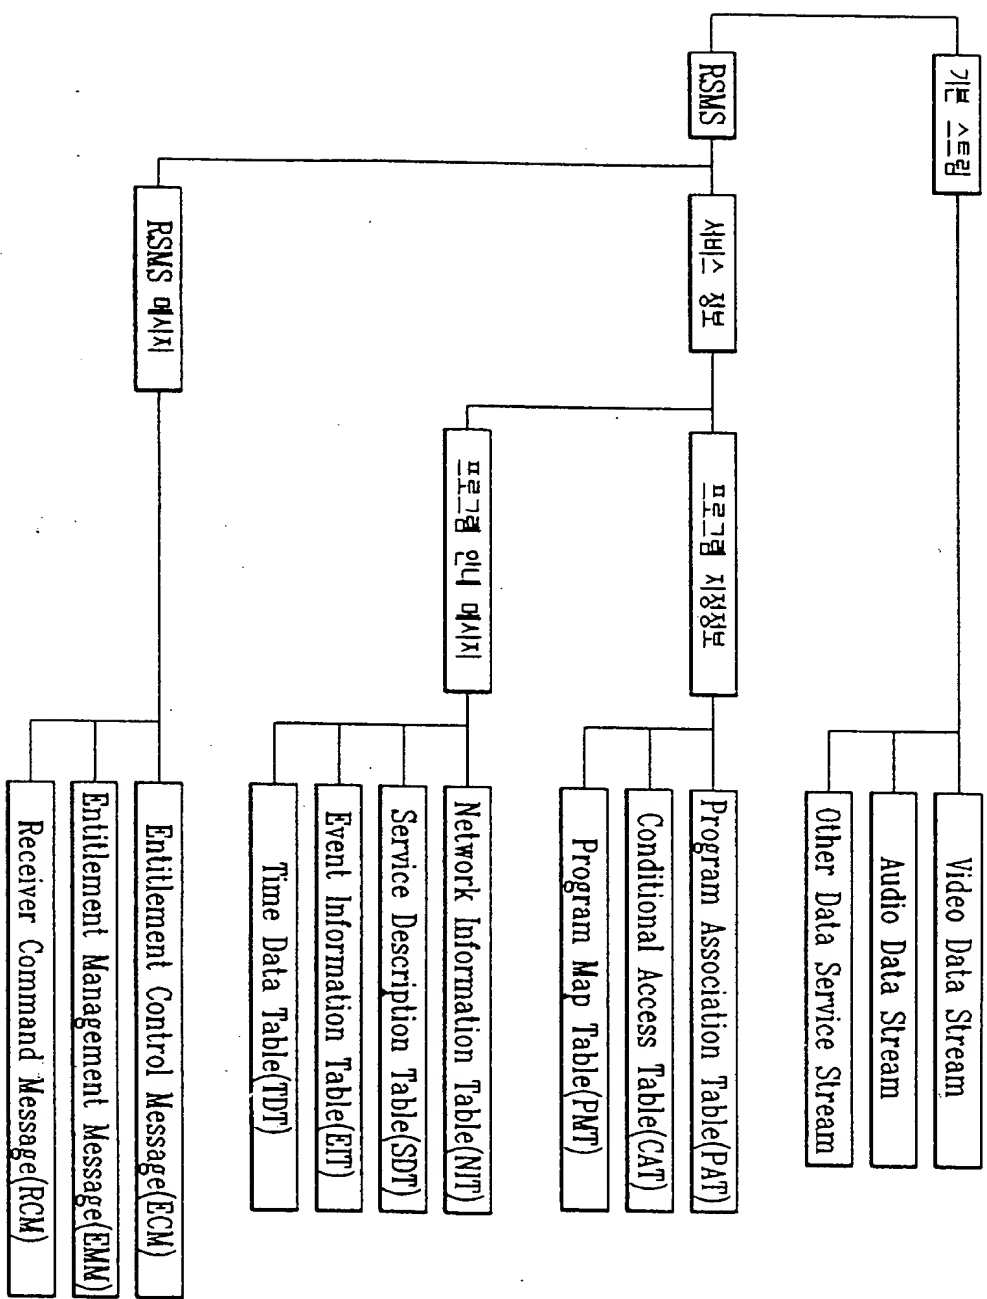 기본 스트림
Video Data Stream
Audio Data Stream
Other Data Service Stream
RSMS
서비스 정보
프로그램 지정정보
Program Association Table(PAT)
Conditional Access Table(CAT)
Program Map Table(PMT)
프로그램 안내 메시지
Network Information Table(NIT)
Service Description Table(SDT)
Event Information Table(EIT)
Time Data Table(TDT)
RSMS 메시지
Entitlement Control Message(ECM)
Entitlement Management Message(EMM)
Receiver Command Message(RCM)